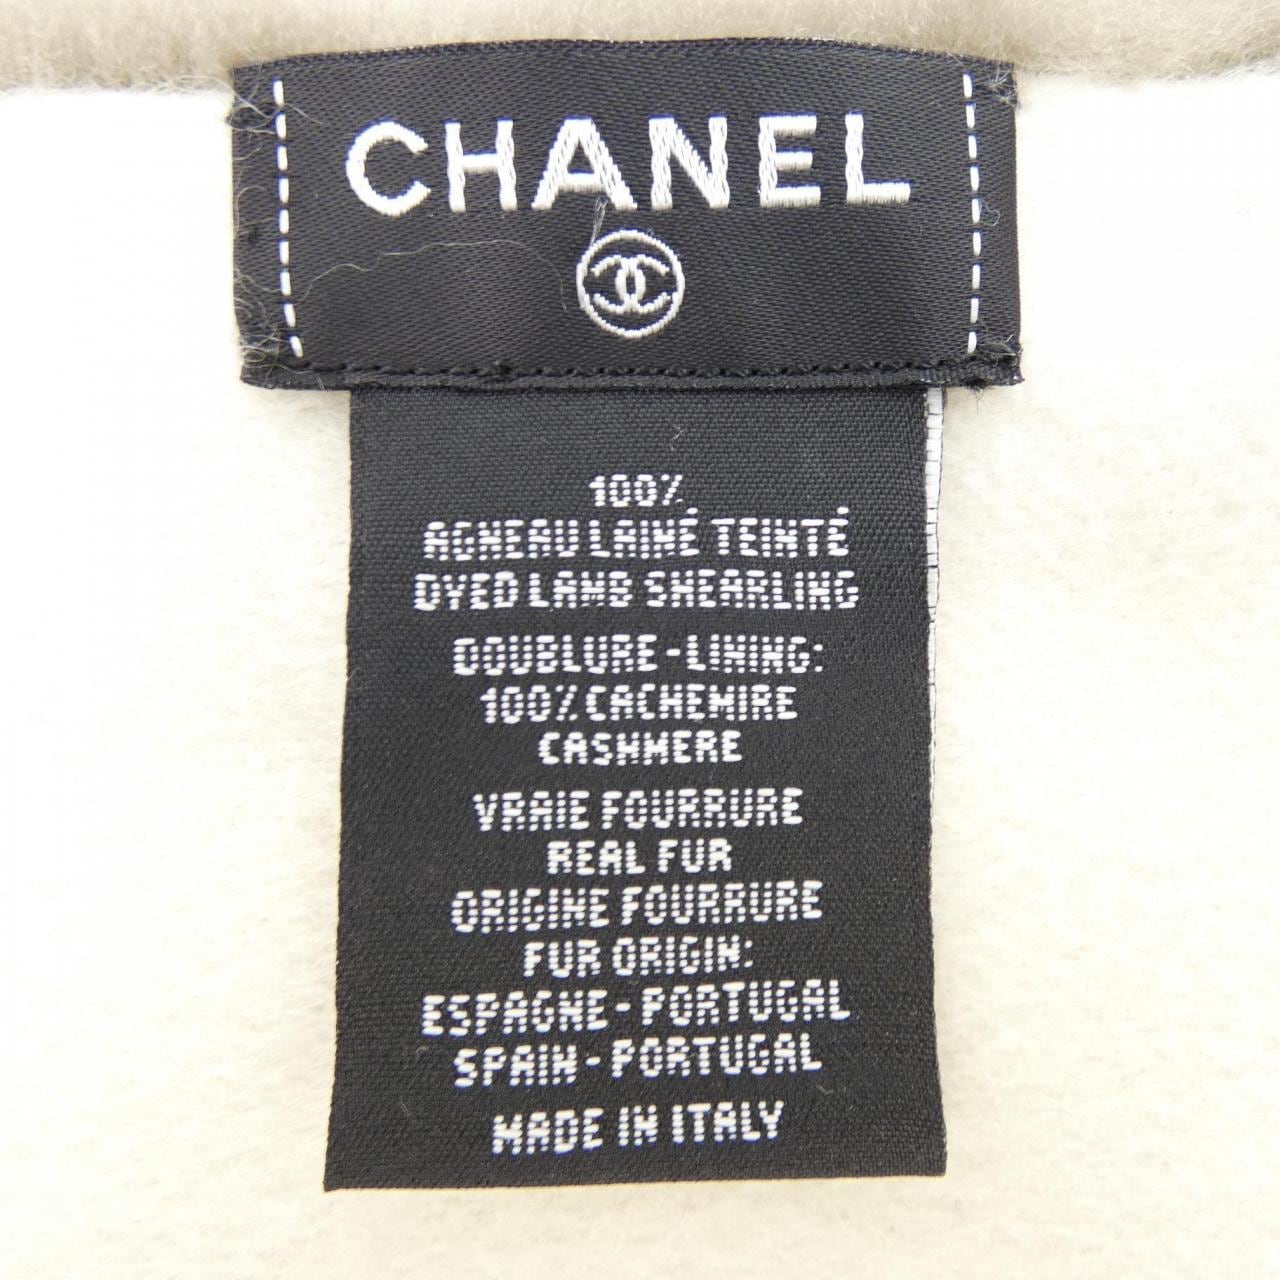 CHANEL
100%
AGNEAU LAINÉ TEINTÉ
DYED LAMB SHEARLING
DOUBLURE-LINING:
100% CACHEMIRE
CASHMERE
VRAIE FOURRURE
REAL FUR
ORIGINE FOURRURE
FUR ORIGIN:
ESPAGNE-PORTUGAL
SPAIN-PORTUGAL
MADE IN ITALY